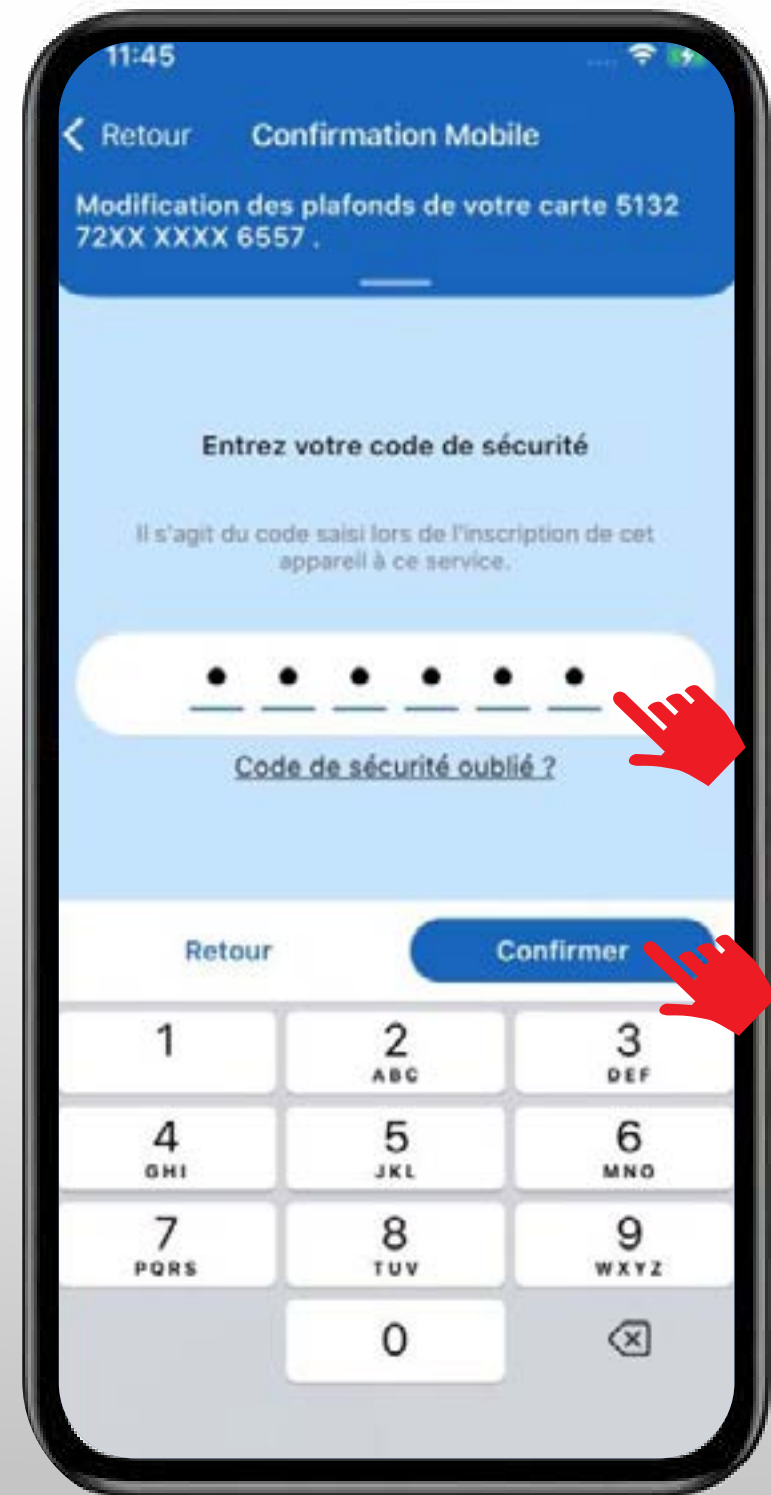 11:45
Retour Confirmation Mobile
Modification des plafonds de votre carte 5132
72XX XXXX 6557 .
Entrez votre code de sécurité
Il s'agit du code saisi lors de l'inscription de cet
appareil à ce service.
Code de sécurité oublié ?
Retour Confirmer
1 2 3
ABC DEF
4 5 6
GHI JKL MNO
7 8 9
PQRS TUV WXYZ
0